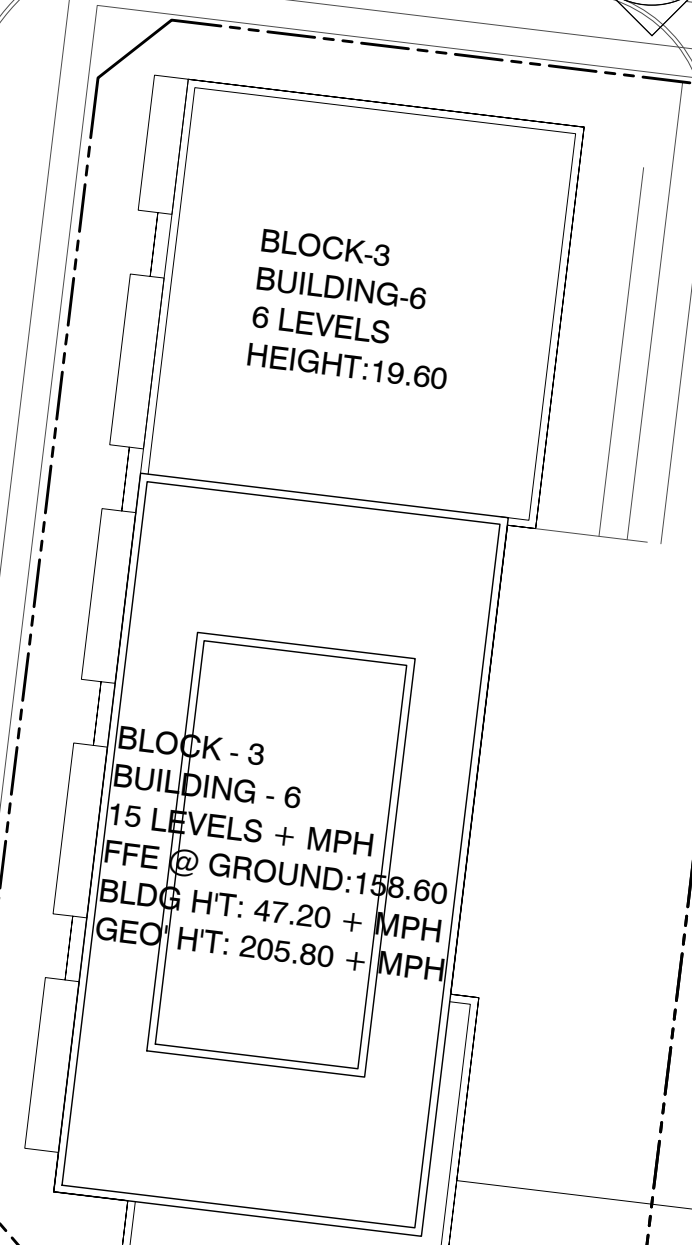 BLOCK-3
BUILDING-6
6 LEVELS
HEIGHT:19.60
BLOCK - 3
BUILDING - 6
15 LEVELS + MPH
FFE @ GROUND:158.60
BLDG H'T: 47.20 + MPH
GEO' H'T: 205.80 + MPH